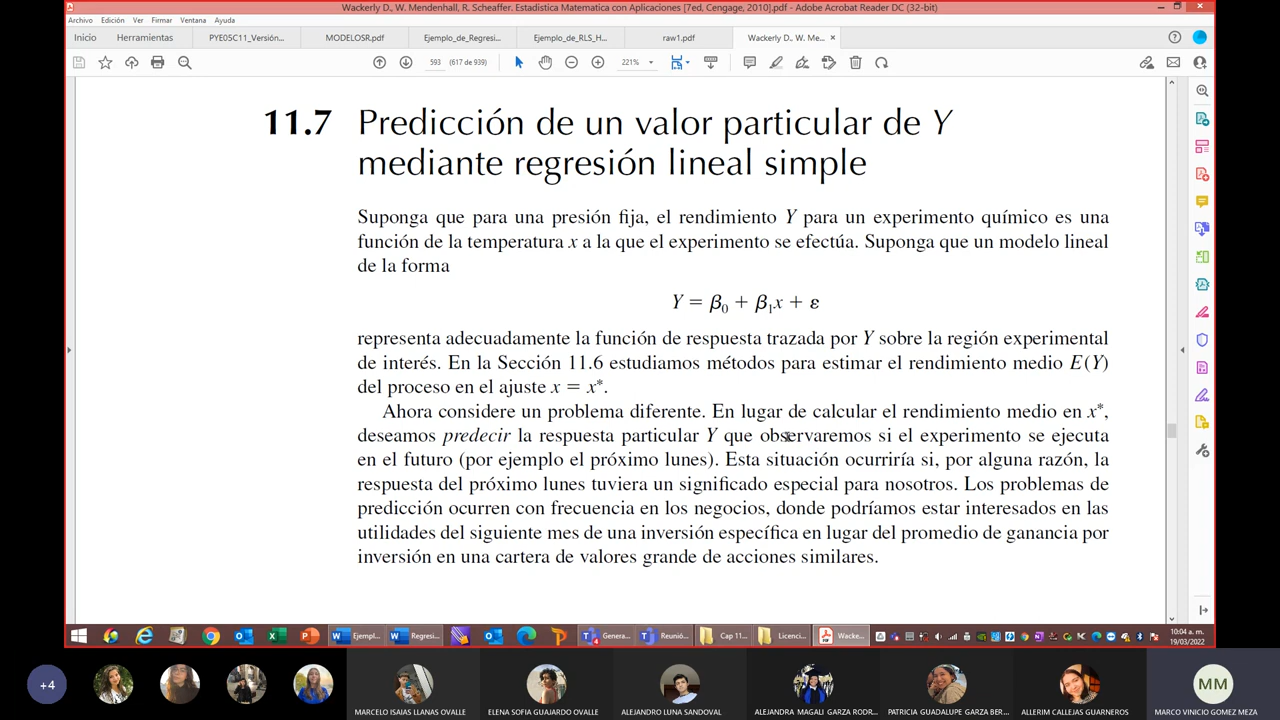 Wackerly D., W. Mendenhall, R. Scheaffer. Estadística Matematica con Aplicaciones [7ed, Cengage, 2010].pdf - Adobe Acrobat Reader DC (32-bit)
Archivo Edición Ver Firmar Ventana Ayuda
Inicio Herramientas PYE05C11_Versión... MODELOSR.pdf Ejemplo_de_Regresi... Ejemplo_de_RLS_H... raw1.pdf Wackerly D., W. Me... ×
593 (617 de 939) 221%
11.7 Predicción de un valor particular de Y
mediante regresión lineal simple
Suponga que para una presión fija, el rendimiento Y para un experimento químico es una
función de la temperatura x a la que el experimento se efectúa. Suponga que un modelo lineal
de la forma
Y = β₀ + β₁x + ε
representa adecuadamente la función de respuesta trazada por Y sobre la región experimental
de interés. En la Sección 11.6 estudiamos métodos para estimar el rendimiento medio E(Y)
del proceso en el ajuste x = x*.
Ahora considere un problema diferente. En lugar de calcular el rendimiento medio en x*,
deseamos predecir la respuesta particular Y que observaremos si el experimento se ejecuta
en el futuro (por ejemplo el próximo lunes). Esta situación ocurriría si, por alguna razón, la
respuesta del próximo lunes tuviera un significado especial para nosotros. Los problemas de
predicción ocurren con frecuencia en los negocios, donde podríamos estar interesados en las
utilidades del siguiente mes de una inversión específica en lugar del promedio de ganancia por
inversión en una cartera de valores grande de acciones similares.
Ejempl... Regresi... Genera... Reunió... Cap 11... Licenci... Wacke...
10:04 a. m.
19/03/2022
+4
MM
MARCELO ISAIAS LLANAS OVALLE
ELENA SOFIA GUAJARDO OVALLE
ALEJANDRO LUNA SANDOVAL
ALEJANDRA MAGALI GARZA RODR...
PATRICIA GUADALUPE GARZA BER...
ALLERIM CALLEJAS GUARNEROS
MARCO VINICIO GOMEZ MEZA